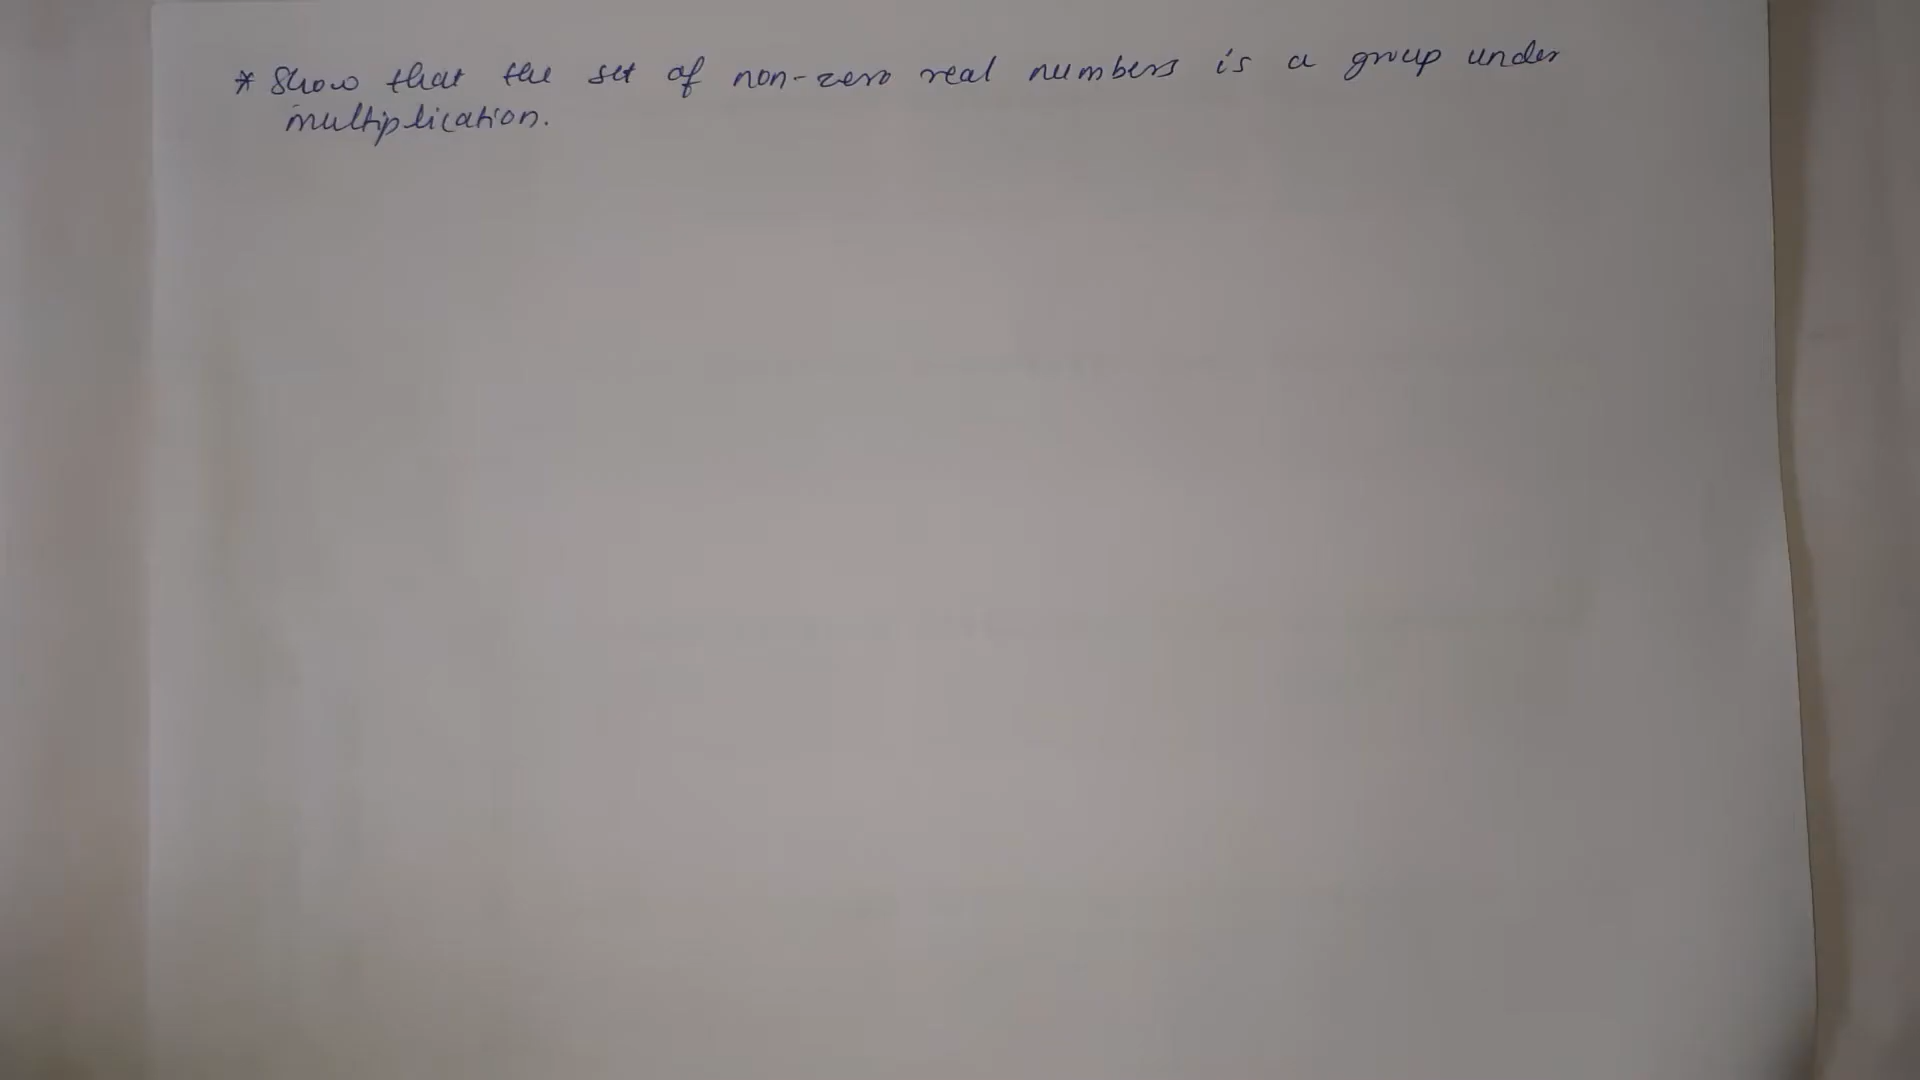 * Show that the set of non-zero real numbers is a group under
multiplication.